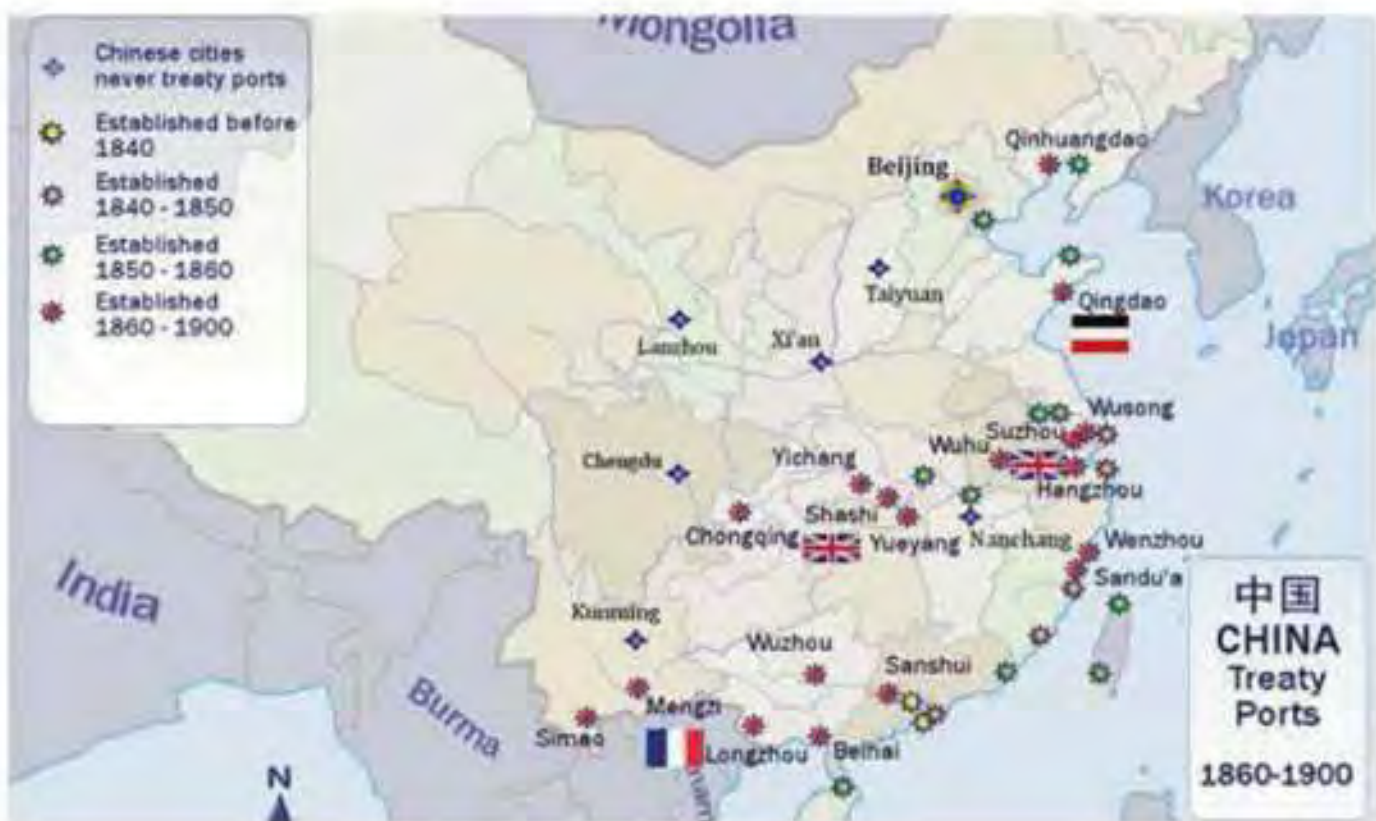 Mongolia
Chinese cities
never treaty ports
Established before
1840
Established
1840 - 1850
Established
1850 - 1860
Established
1860 - 1900
Qinhuangdao
Beijing
Korea
Taiyuan
Qingdao
Lanzhou
Xi'an
Japan
Wusong
Suzhou
Wuhu
Yichang
Chengdu
Hangzhou
Shashi
Chongqing
Yueyang
Nanchang
Wenzhou
Sandu'a
India
Kunming
Wuzhou
Sanshui
Burma
Mengzi
Simao
Longzhou
Beihai
N
中国
CHINA
Treaty
Ports
1860-1900